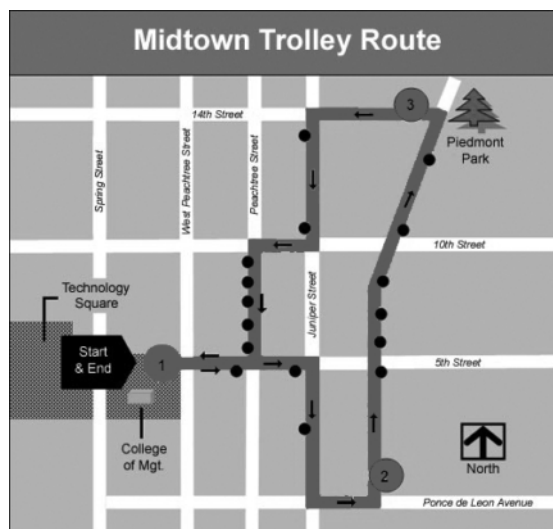 Midtown Trolley Route
3
14th Street
Piedmont
Park
Spring Street
West Peachtree Street
Peachtree Street
10th Street
Technology
Square
Juniper Street
Start
& End
1
5th Street
College
of Mgt.
2
North
Ponce de Leon Avenue